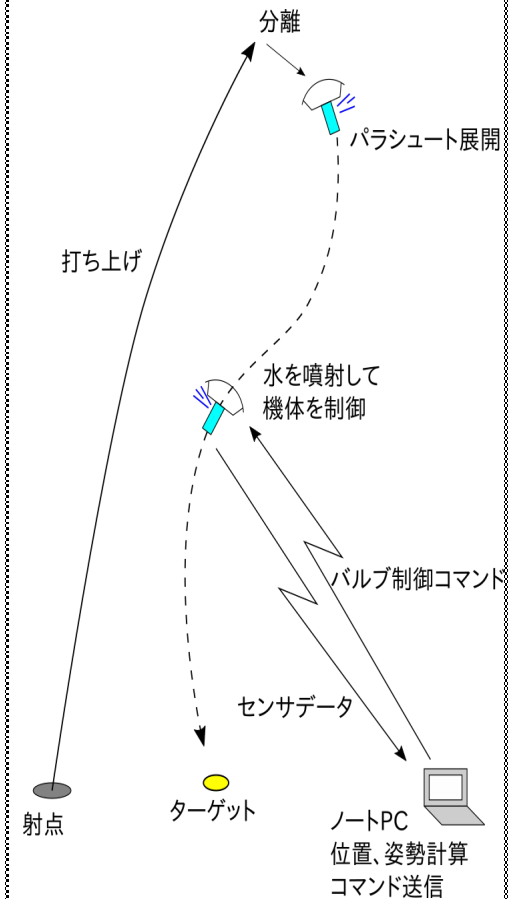 分離
パラシュート展開
打ち上げ
水を噴射して
機体を制御
バルブ制御コマンド
センサデータ
射点
ターゲット
ノートPC
位置、姿勢計算
コマンド送信